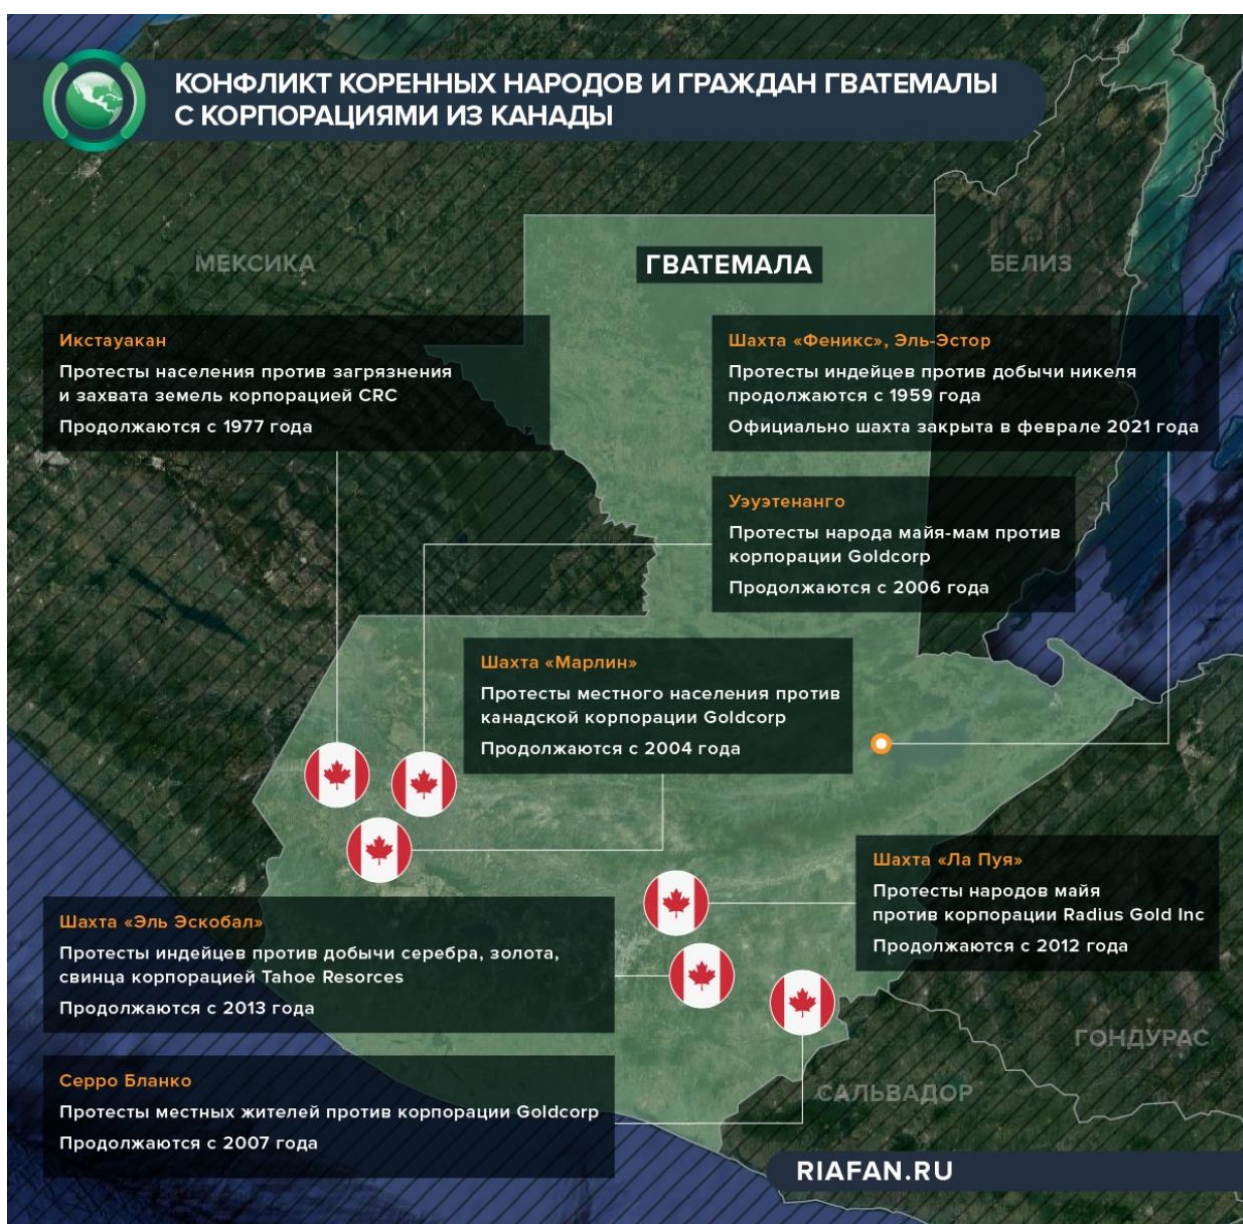 КОНФЛИКТ КОРЕННЫХ НАРОДОВ И ГРАЖДАН ГВАТЕМАЛЫ
С КОРПОРАЦИЯМИ ИЗ КАНАДЫ
МЕКСИКА
ГВАТЕМАЛА
БЕЛИЗ
Икстауакан
Протесты населения против загрязнения
и захвата земель корпорацией CRC
Продолжаются с 1977 года
Шахта «Феникс», Эль-Эстор
Протесты индейцев против добычи никеля
продолжаются с 1959 года
Официально шахта закрыта в феврале 2021 года
Уэуэтенанго
Протесты народа майя-мам против
корпорации Goldcorp
Продолжаются с 2006 года
Шахта «Марлин»
Протесты местного населения против
канадской корпорации Goldcorp
Продолжаются с 2004 года
Шахта «Ла Пуя»
Протесты народов майя
против корпорации Radius Gold Inc
Продолжаются с 2012 года
Шахта «Эль Эскобал»
Протесты индейцев против добычи серебра, золота,
свинца корпорацией Tahoe Resorces
Продолжаются с 2013 года
ГОНДУРАС
САЛЬВАДОР
Серро Бланко
Протесты местных жителей против корпорации Goldcorp
Продолжаются с 2007 года
RIAFAN.RU